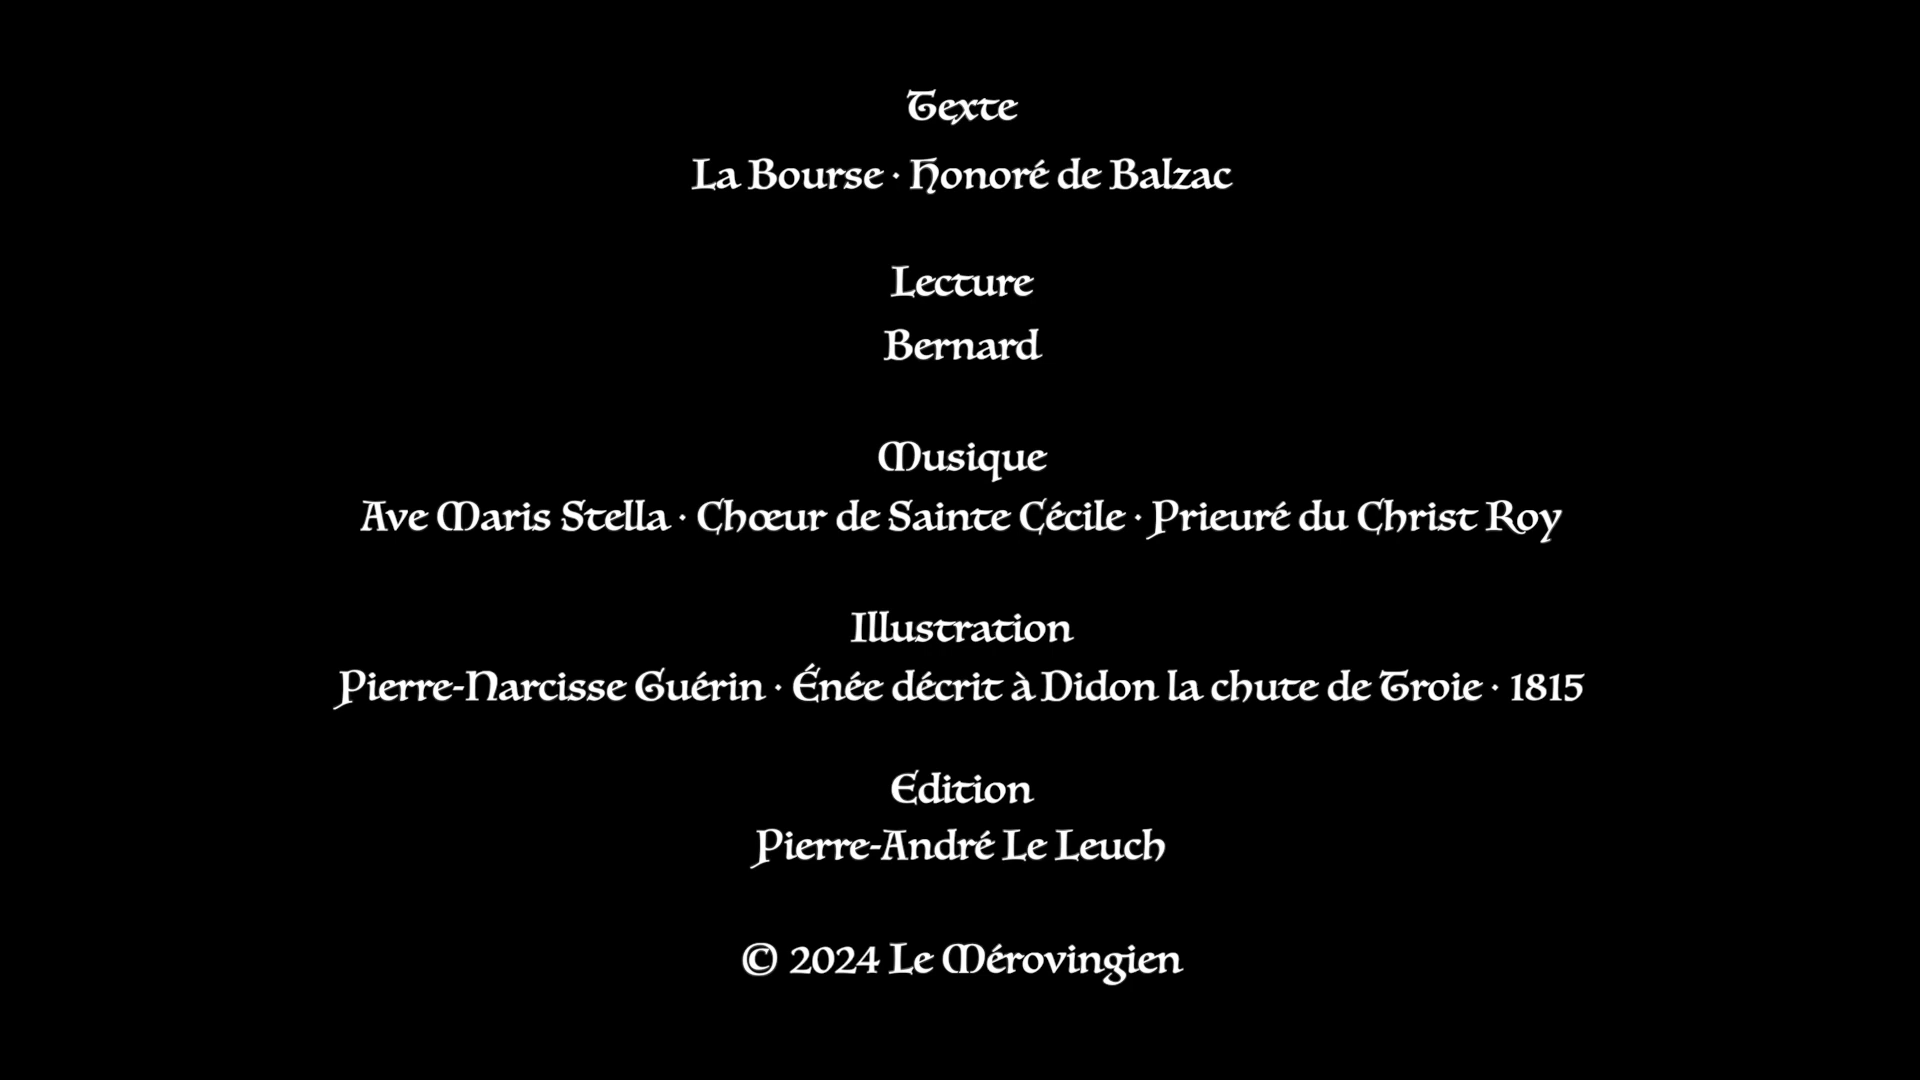 Texte
La Bourse · Honoré de Balzac
Lecture
Bernard
Musique
Ave Maris Stella · Chœur de Sainte Cécile · Prieuré du Christ Roy
Illustration
Pierre-Narcisse Guérin · Énée décrit à Didon la chute de Troie · 1815
Edition
Pierre-André Le Leuch
© 2024 Le Mérovingien